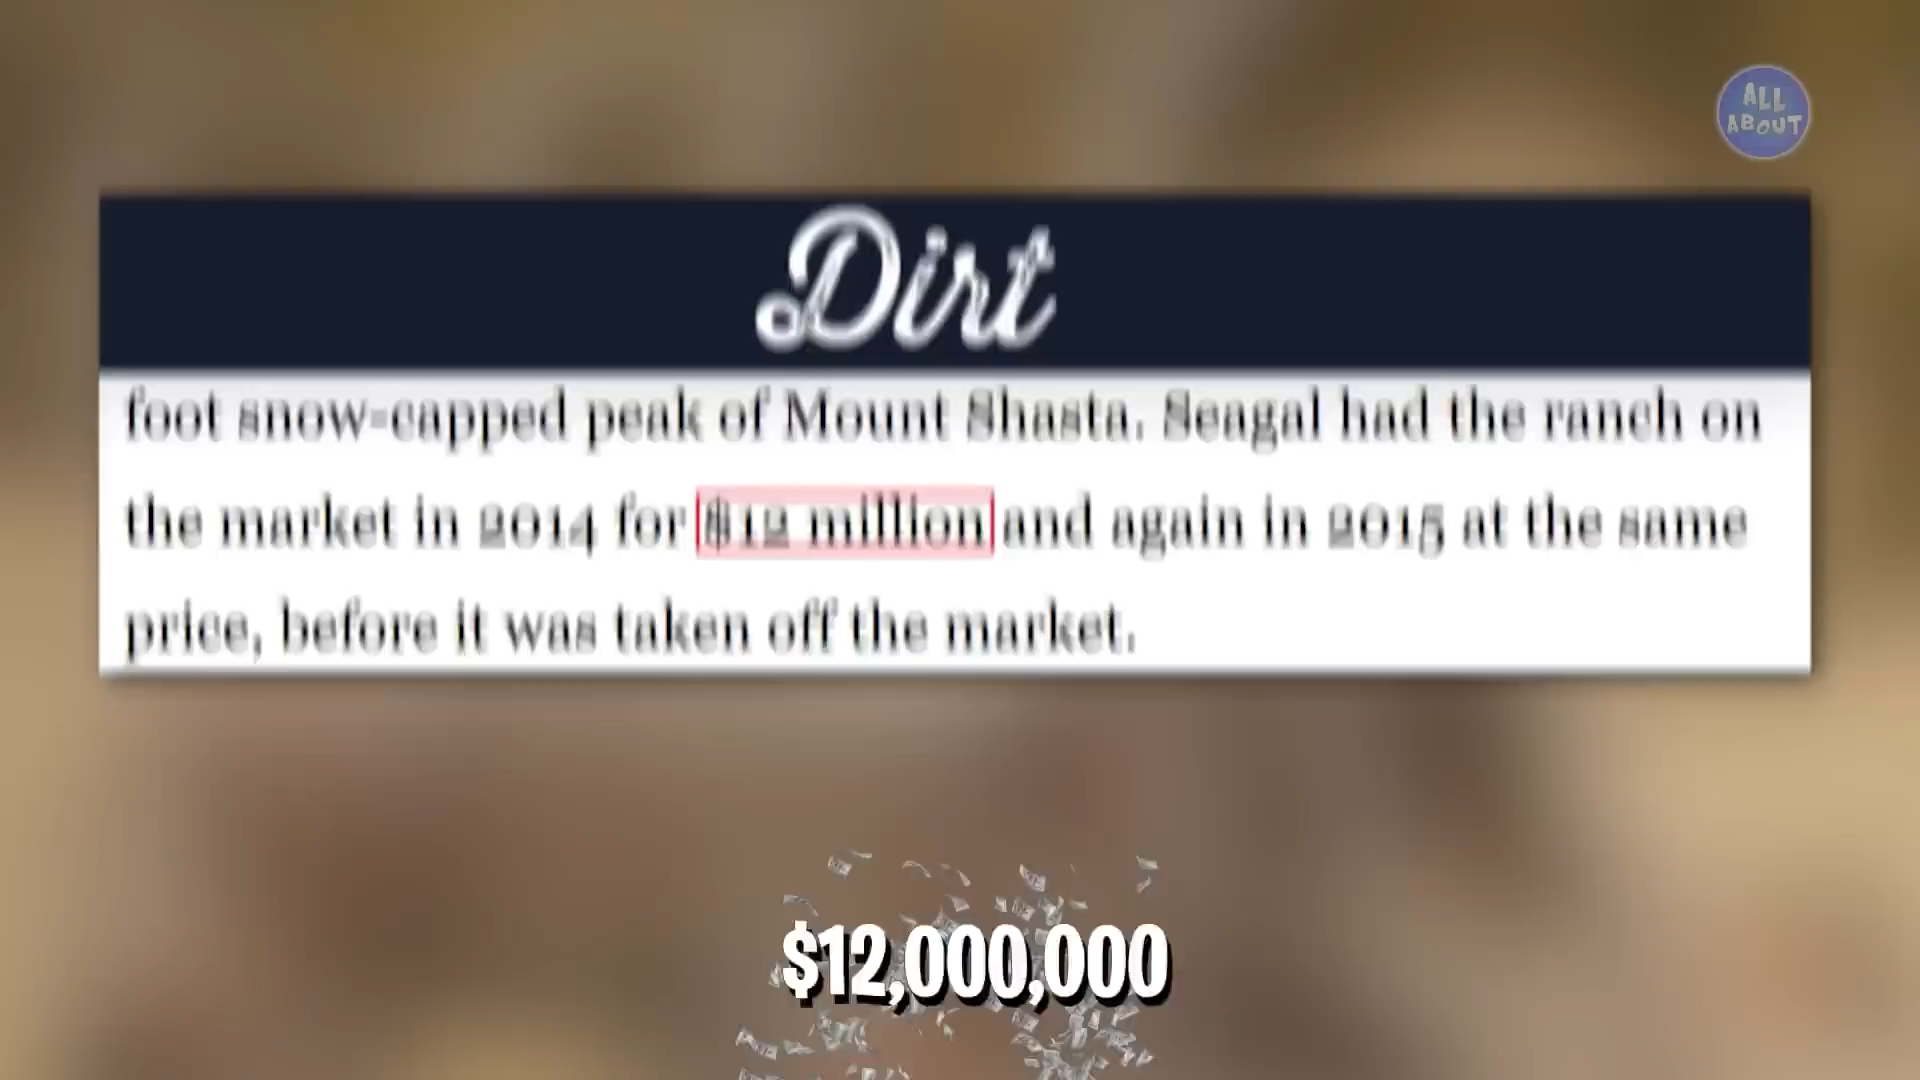 ALL
ABOUT
Dirt
foot snow-capped peak of Mount Shasta. Seagal had the ranch on
the market in 2014 for $12 million and again in 2015 at the same
price, before it was taken off the market.
$12,000,000